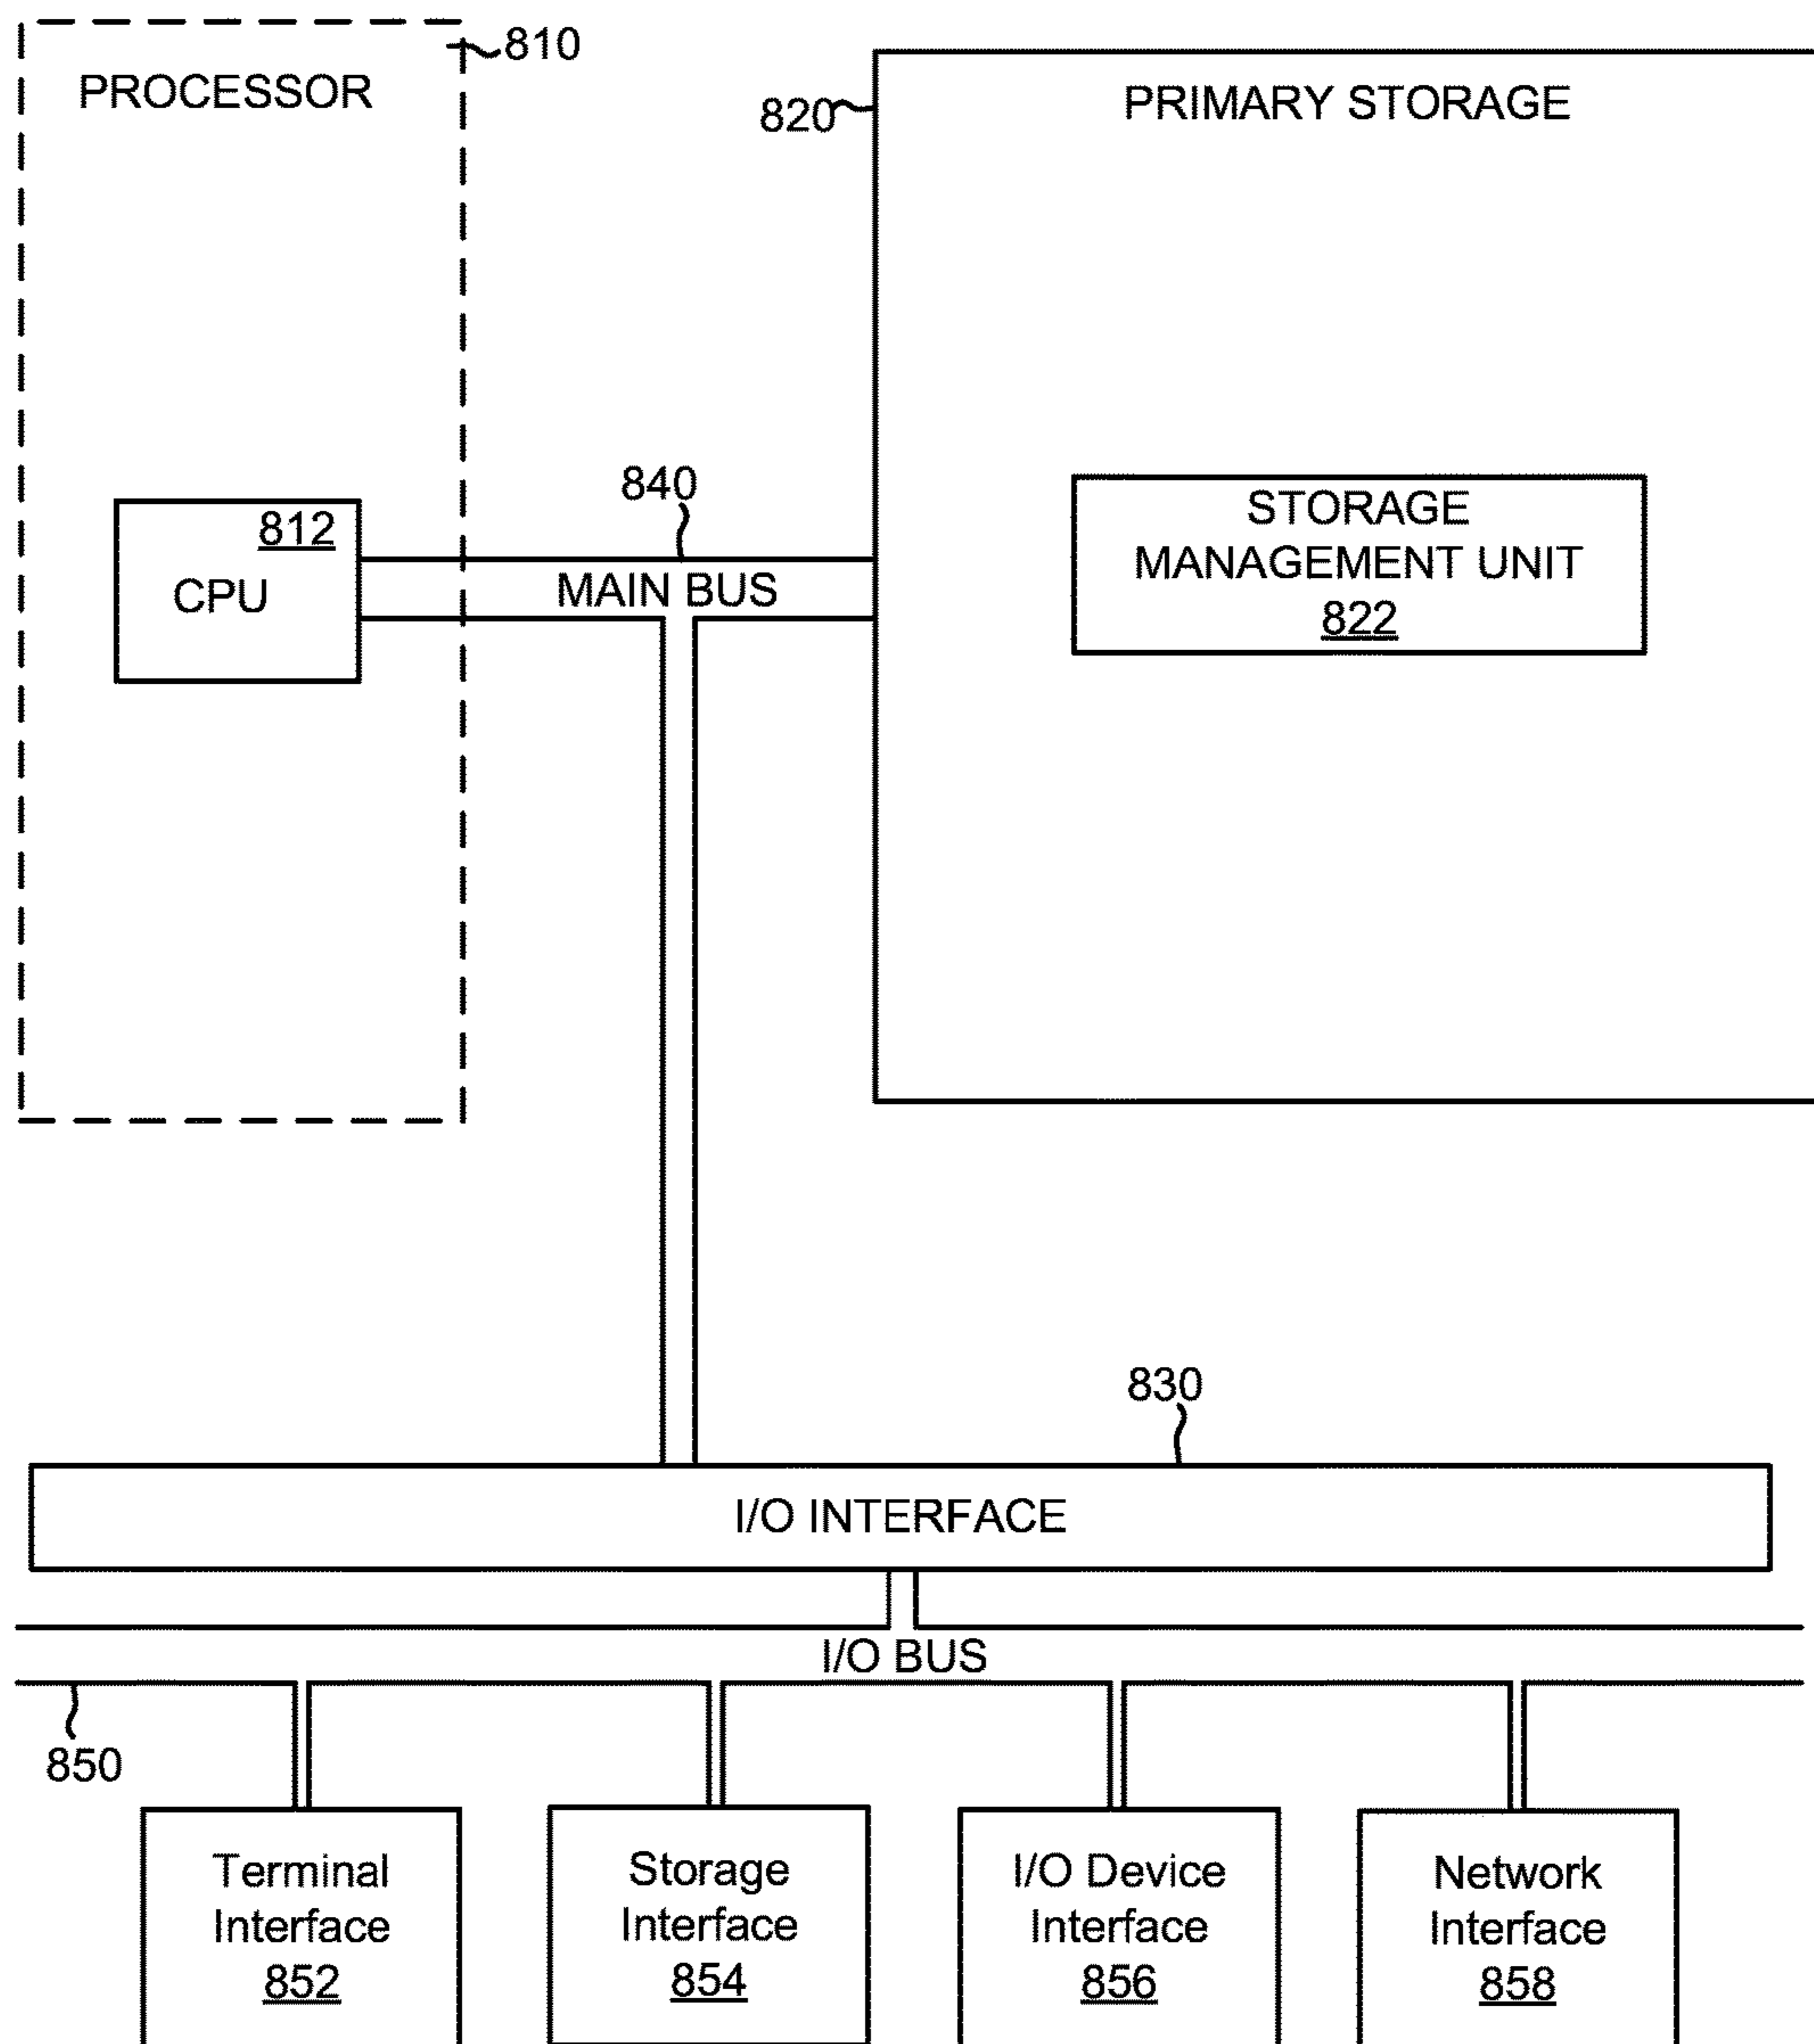 810
PROCESSOR
820
PRIMARY STORAGE
840
812
CPU
MAIN BUS
STORAGE
MANAGEMENT UNIT
822
830
I/O INTERFACE
I/O BUS
850
Terminal
Interface
852
Storage
Interface
854
I/O Device
Interface
856
Network
Interface
858